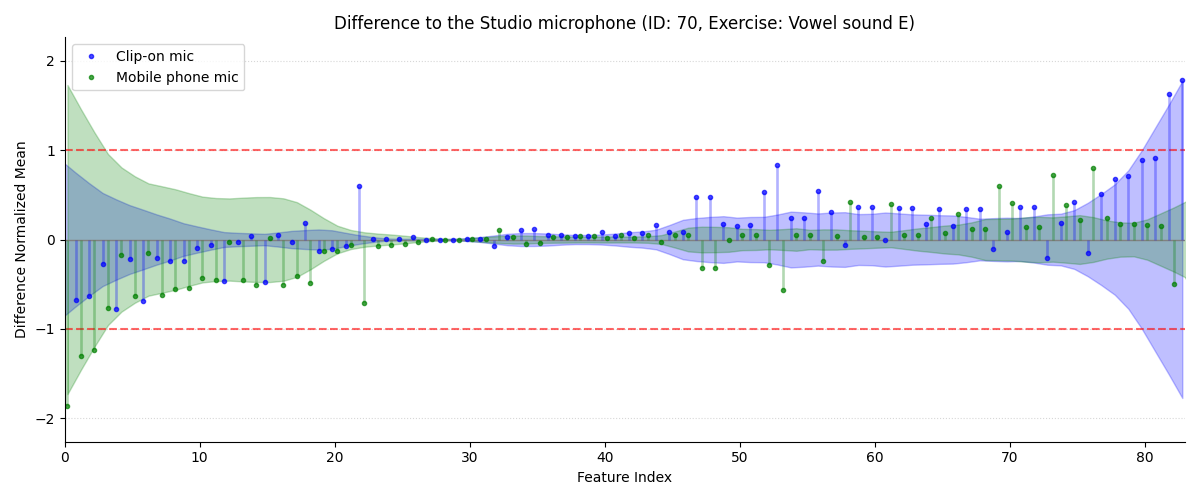 Difference to the Studio microphone (ID: 70, Exercise: Vowel sound E)
Clip-on mic
Mobile phone mic
Difference Normalized Mean
2
1
0
−1
−2
0 10 20 30 40 50 60 70 80
Feature Index